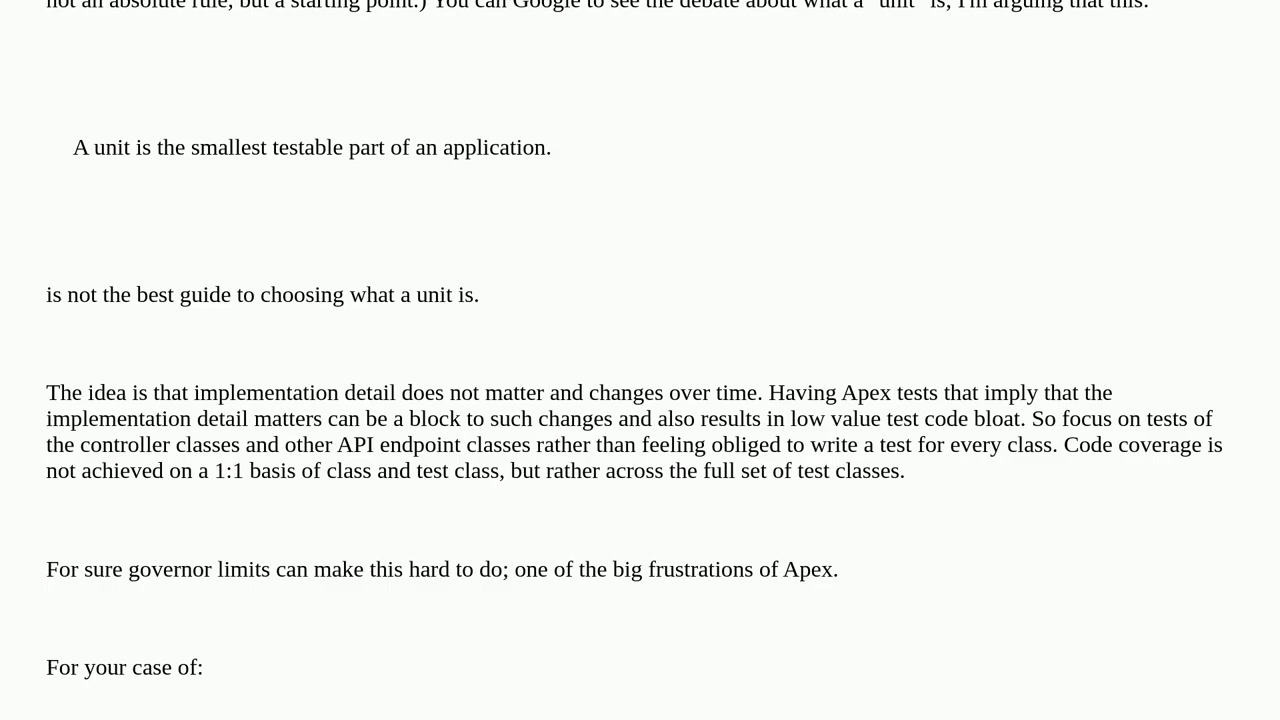 not an absolute rule, but a starting point.) You can Google to see the debate about what a "unit" is; I'm arguing that this:
A unit is the smallest testable part of an application.
is not the best guide to choosing what a unit is.
The idea is that implementation detail does not matter and changes over time. Having Apex tests that imply that the
implementation detail matters can be a block to such changes and also results in low value test code bloat. So focus on tests of
the controller classes and other API endpoint classes rather than feeling obliged to write a test for every class. Code coverage is
not achieved on a 1:1 basis of class and test class, but rather across the full set of test classes.
For sure governor limits can make this hard to do; one of the big frustrations of Apex.
For your case of: